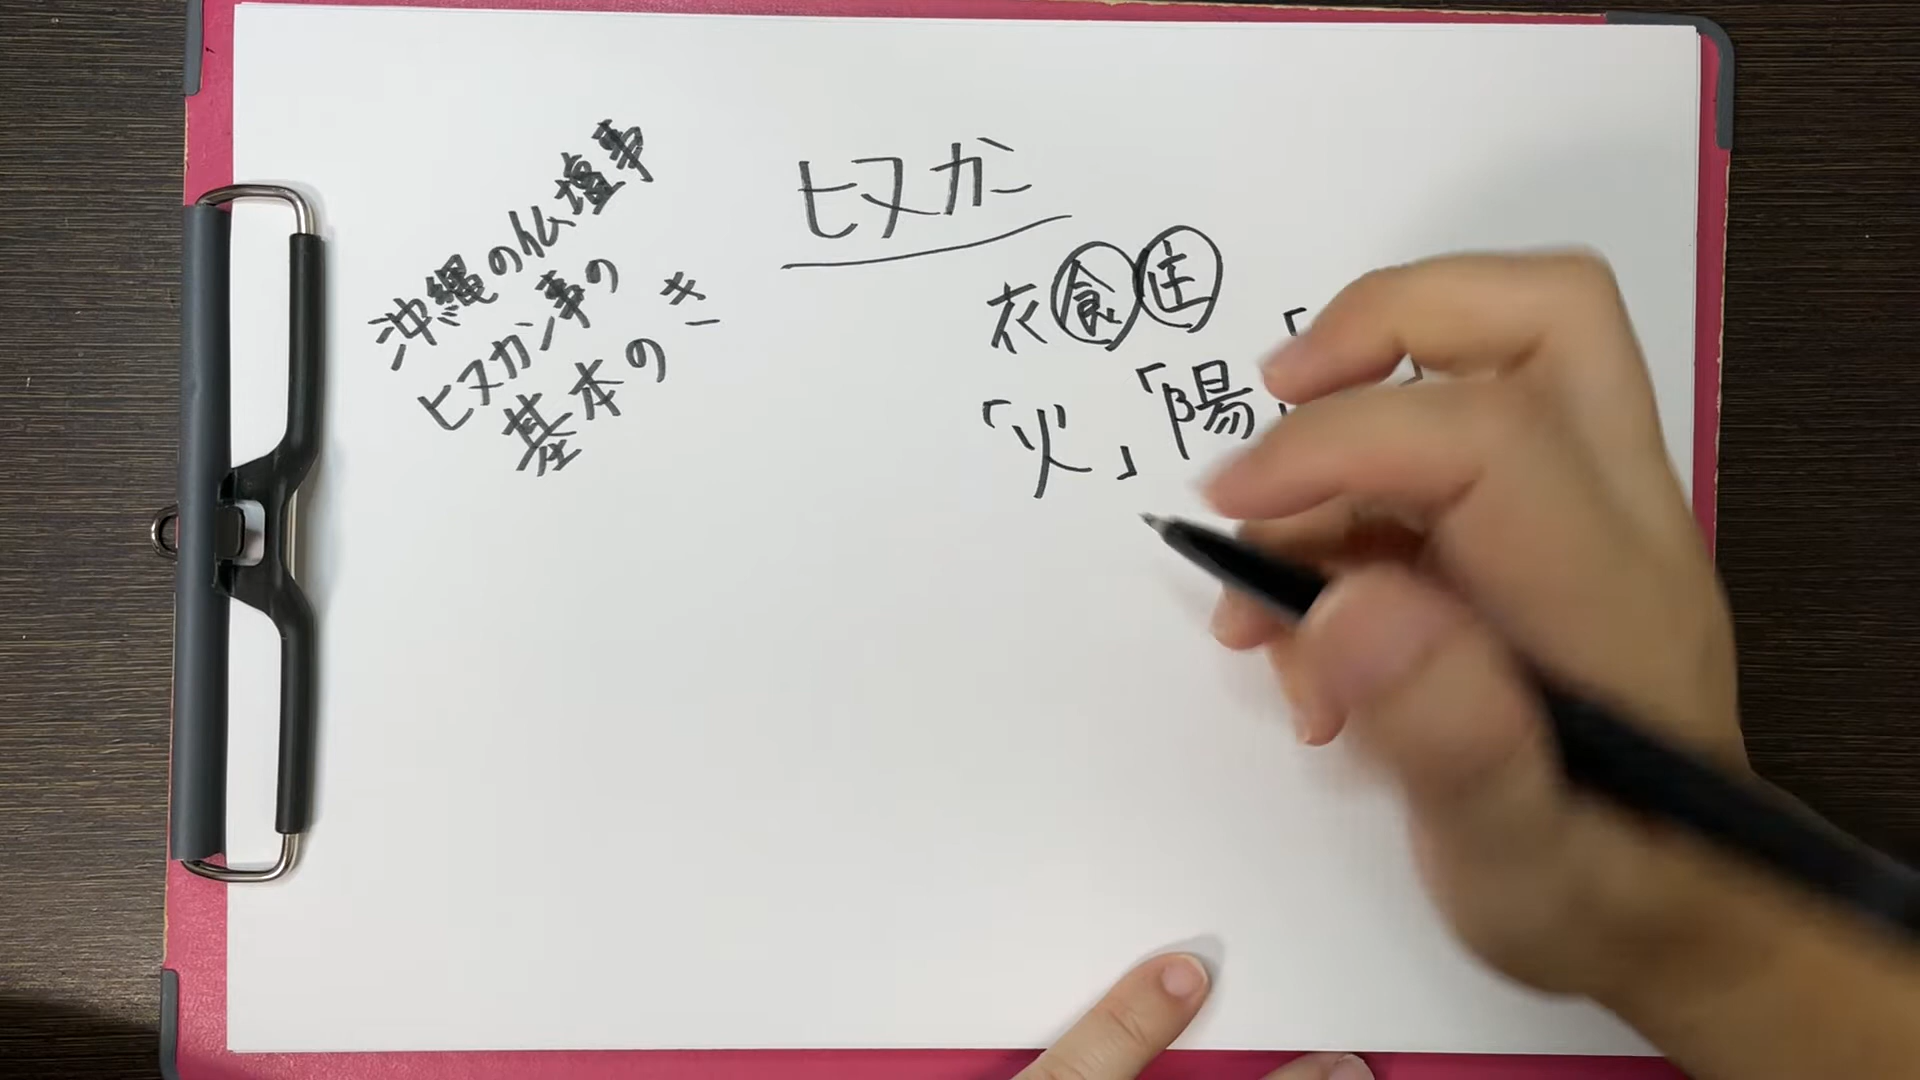 沖縄の仏壇事
ヒヌカン事の
基本のき
ヒヌカン
衣食住
「火」「陽」「